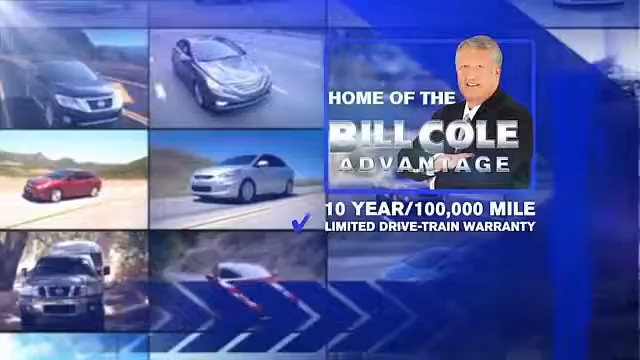 HOME OF THE
BILL COLE
ADVANTAGE
10 YEAR/100,000 MILE
LIMITED DRIVE-TRAIN WARRANTY